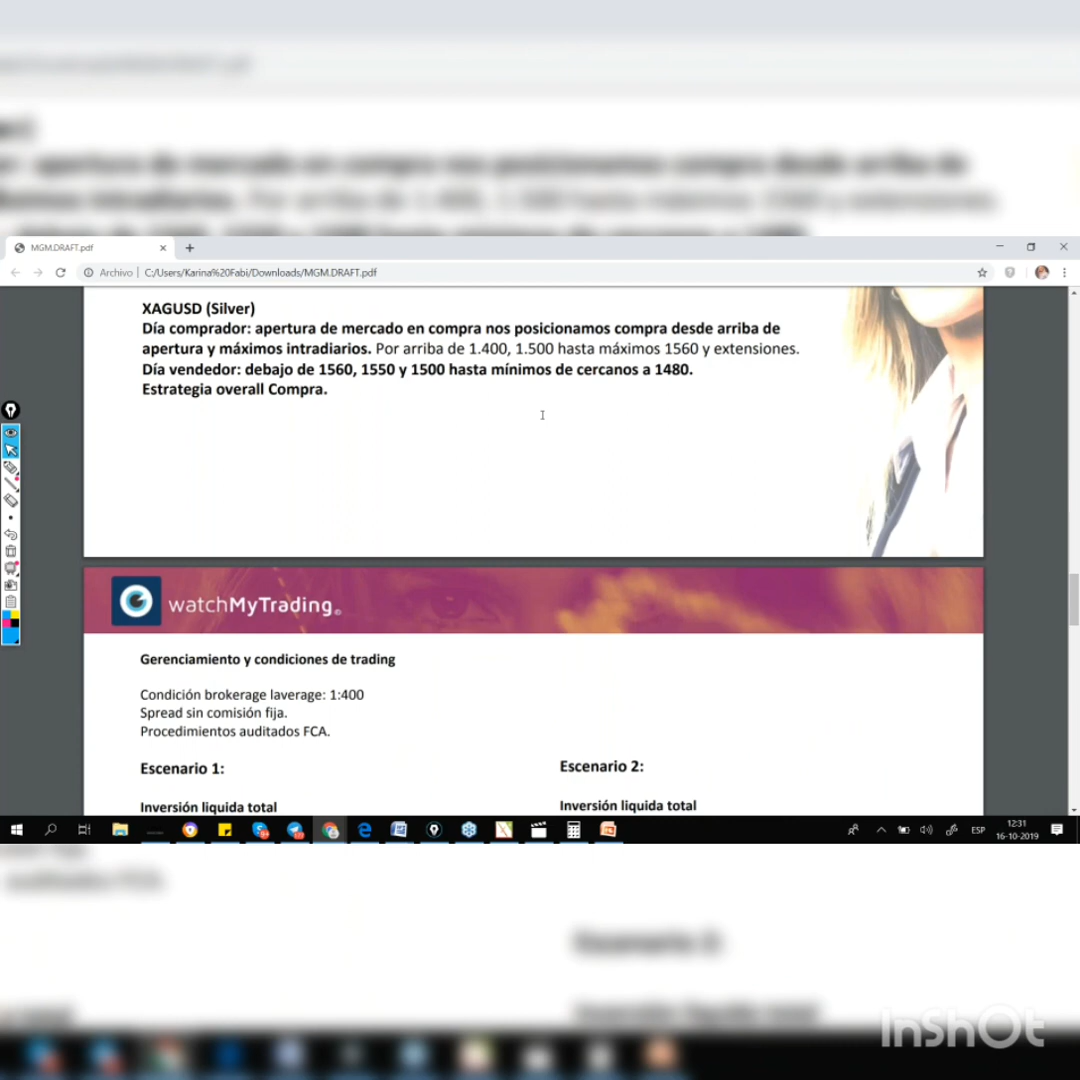 MGM.DRAFT.pdf
Archivo | C:/Users/Karina%20Fabi/Downloads/MGM.DRAFT.pdf
XAGUSD (Silver)
Día comprador: apertura de mercado en compra nos posicionamos compra desde arriba de
apertura y máximos intradiarios. Por arriba de 1.400, 1.500 hasta máximos 1560 y extensiones.
Día vendedor: debajo de 1560, 1550 y 1500 hasta mínimos de cercanos a 1480.
Estrategia overall Compra.
watchMyTrading®
Gerenciamiento y condiciones de trading
Condición brokerage laverage: 1:400
Spread sin comisión fija.
Procedimientos auditados FCA.
Escenario 1:
Inversión liquida total
Escenario 2:
Inversión liquida total
ESP
12:31
16-10-2019
InShOt